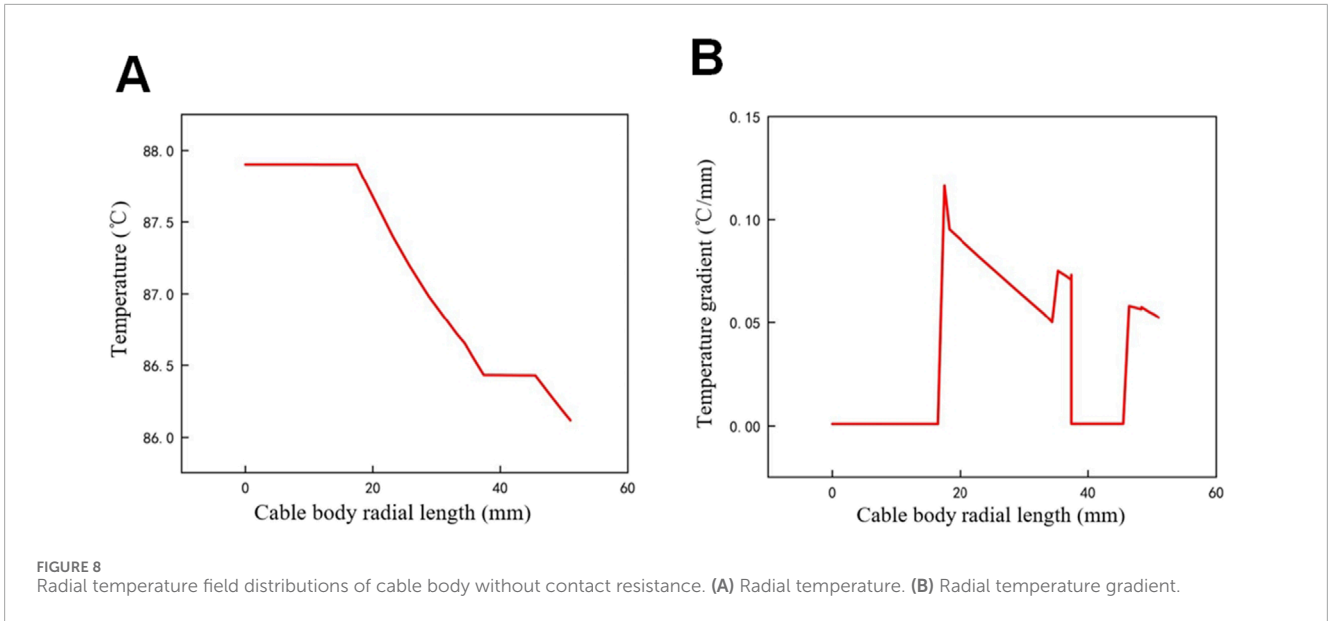 A
B
88.0
87.5
87.0
86.5
86.0
Temperature (℃)
0
20
40
60
Cable body radial length (mm)
0.15
0.10
0.05
0.00
Temperature gradient (℃/mm)
0
20
40
60
Cable body radial length (mm)
FIGURE 8
Radial temperature field distributions of cable body without contact resistance. (A) Radial temperature. (B) Radial temperature gradient.